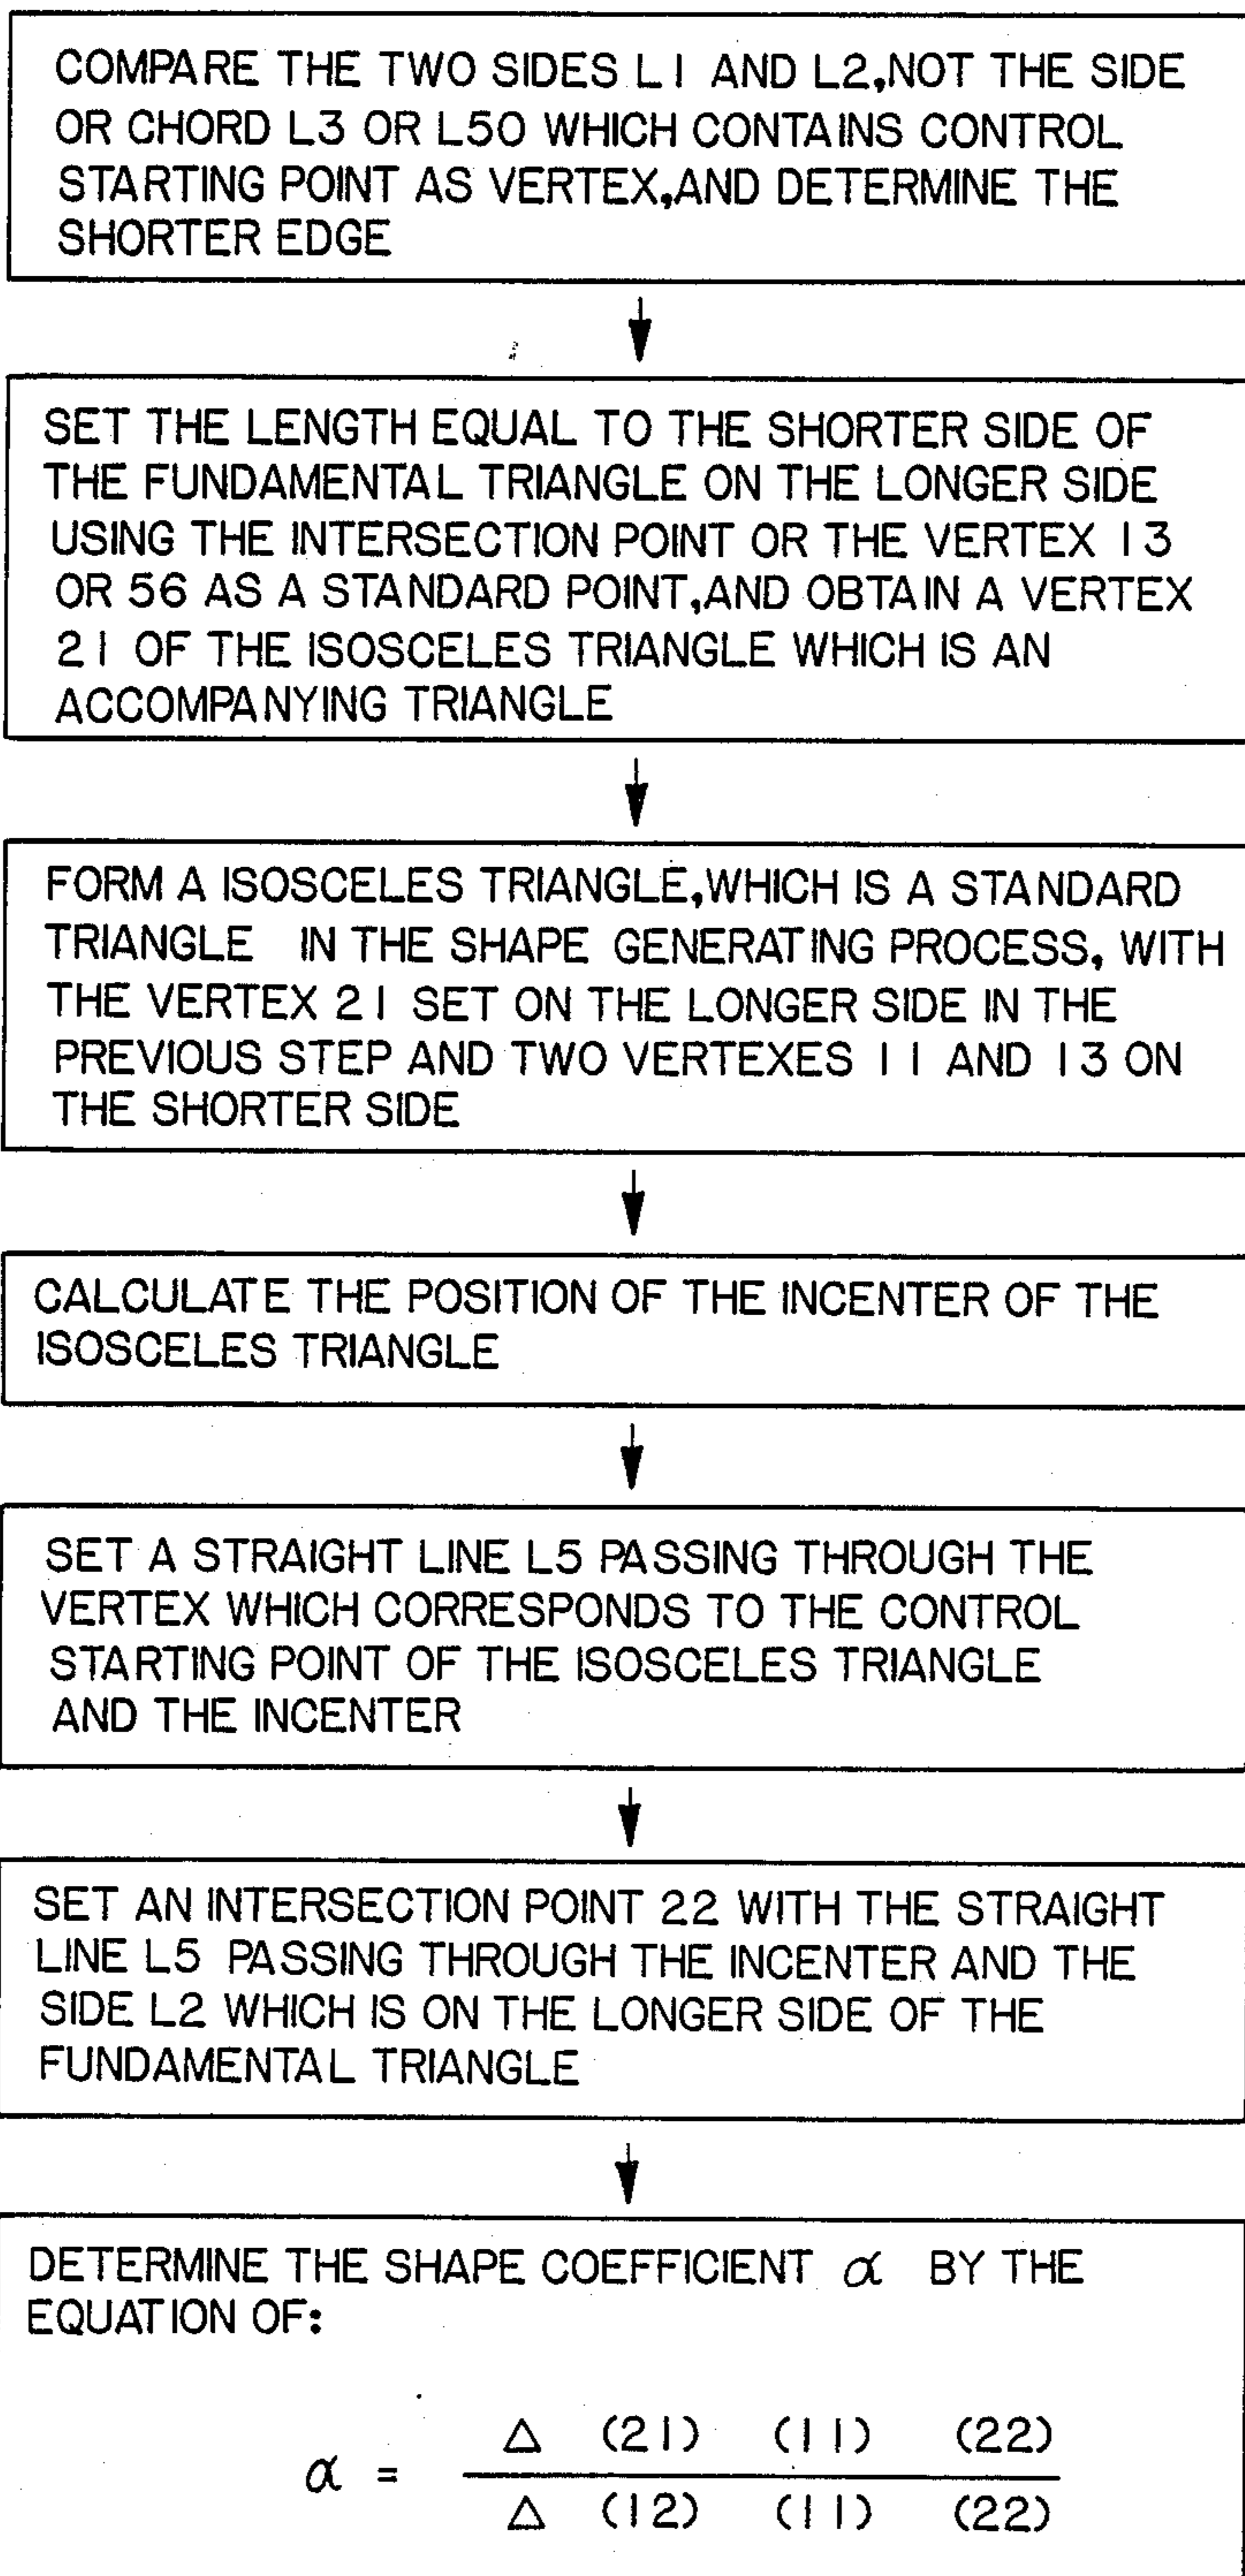 COMPARE THE TWO SIDES L1 AND L2, NOT THE SIDE
OR CHORD L3 OR L50 WHICH CONTAINS CONTROL
STARTING POINT AS VERTEX, AND DETERMINE THE
SHORTER EDGE
SET THE LENGTH EQUAL TO THE SHORTER SIDE OF
THE FUNDAMENTAL TRIANGLE ON THE LONGER SIDE
USING THE INTERSECTION POINT OR THE VERTEX 13
OR 56 AS A STANDARD POINT, AND OBTAIN A VERTEX
21 OF THE ISOSCELES TRIANGLE WHICH IS AN
ACCOMPANYING TRIANGLE
FORM A ISOSCELES TRIANGLE, WHICH IS A STANDARD
TRIANGLE IN THE SHAPE GENERATING PROCESS, WITH
THE VERTEX 21 SET ON THE LONGER SIDE IN THE
PREVIOUS STEP AND TWO VERTEXES 11 AND 13 ON
THE SHORTER SIDE
CALCULATE THE POSITION OF THE INCENTER OF THE
ISOSCELES TRIANGLE
SET A STRAIGHT LINE L5 PASSING THROUGH THE
VERTEX WHICH CORRESPONDS TO THE CONTROL
STARTING POINT OF THE ISOSCELES TRIANGLE
AND THE INCENTER
SET AN INTERSECTION POINT 22 WITH THE STRAIGHT
LINE L5 PASSING THROUGH THE INCENTER AND THE
SIDE L2 WHICH IS ON THE LONGER SIDE OF THE
FUNDAMENTAL TRIANGLE
DETERMINE THE SHAPE COEFFICIENT α BY THE
EQUATION OF:
△ (21) (11) (22)
α =
△ (12) (11) (22)